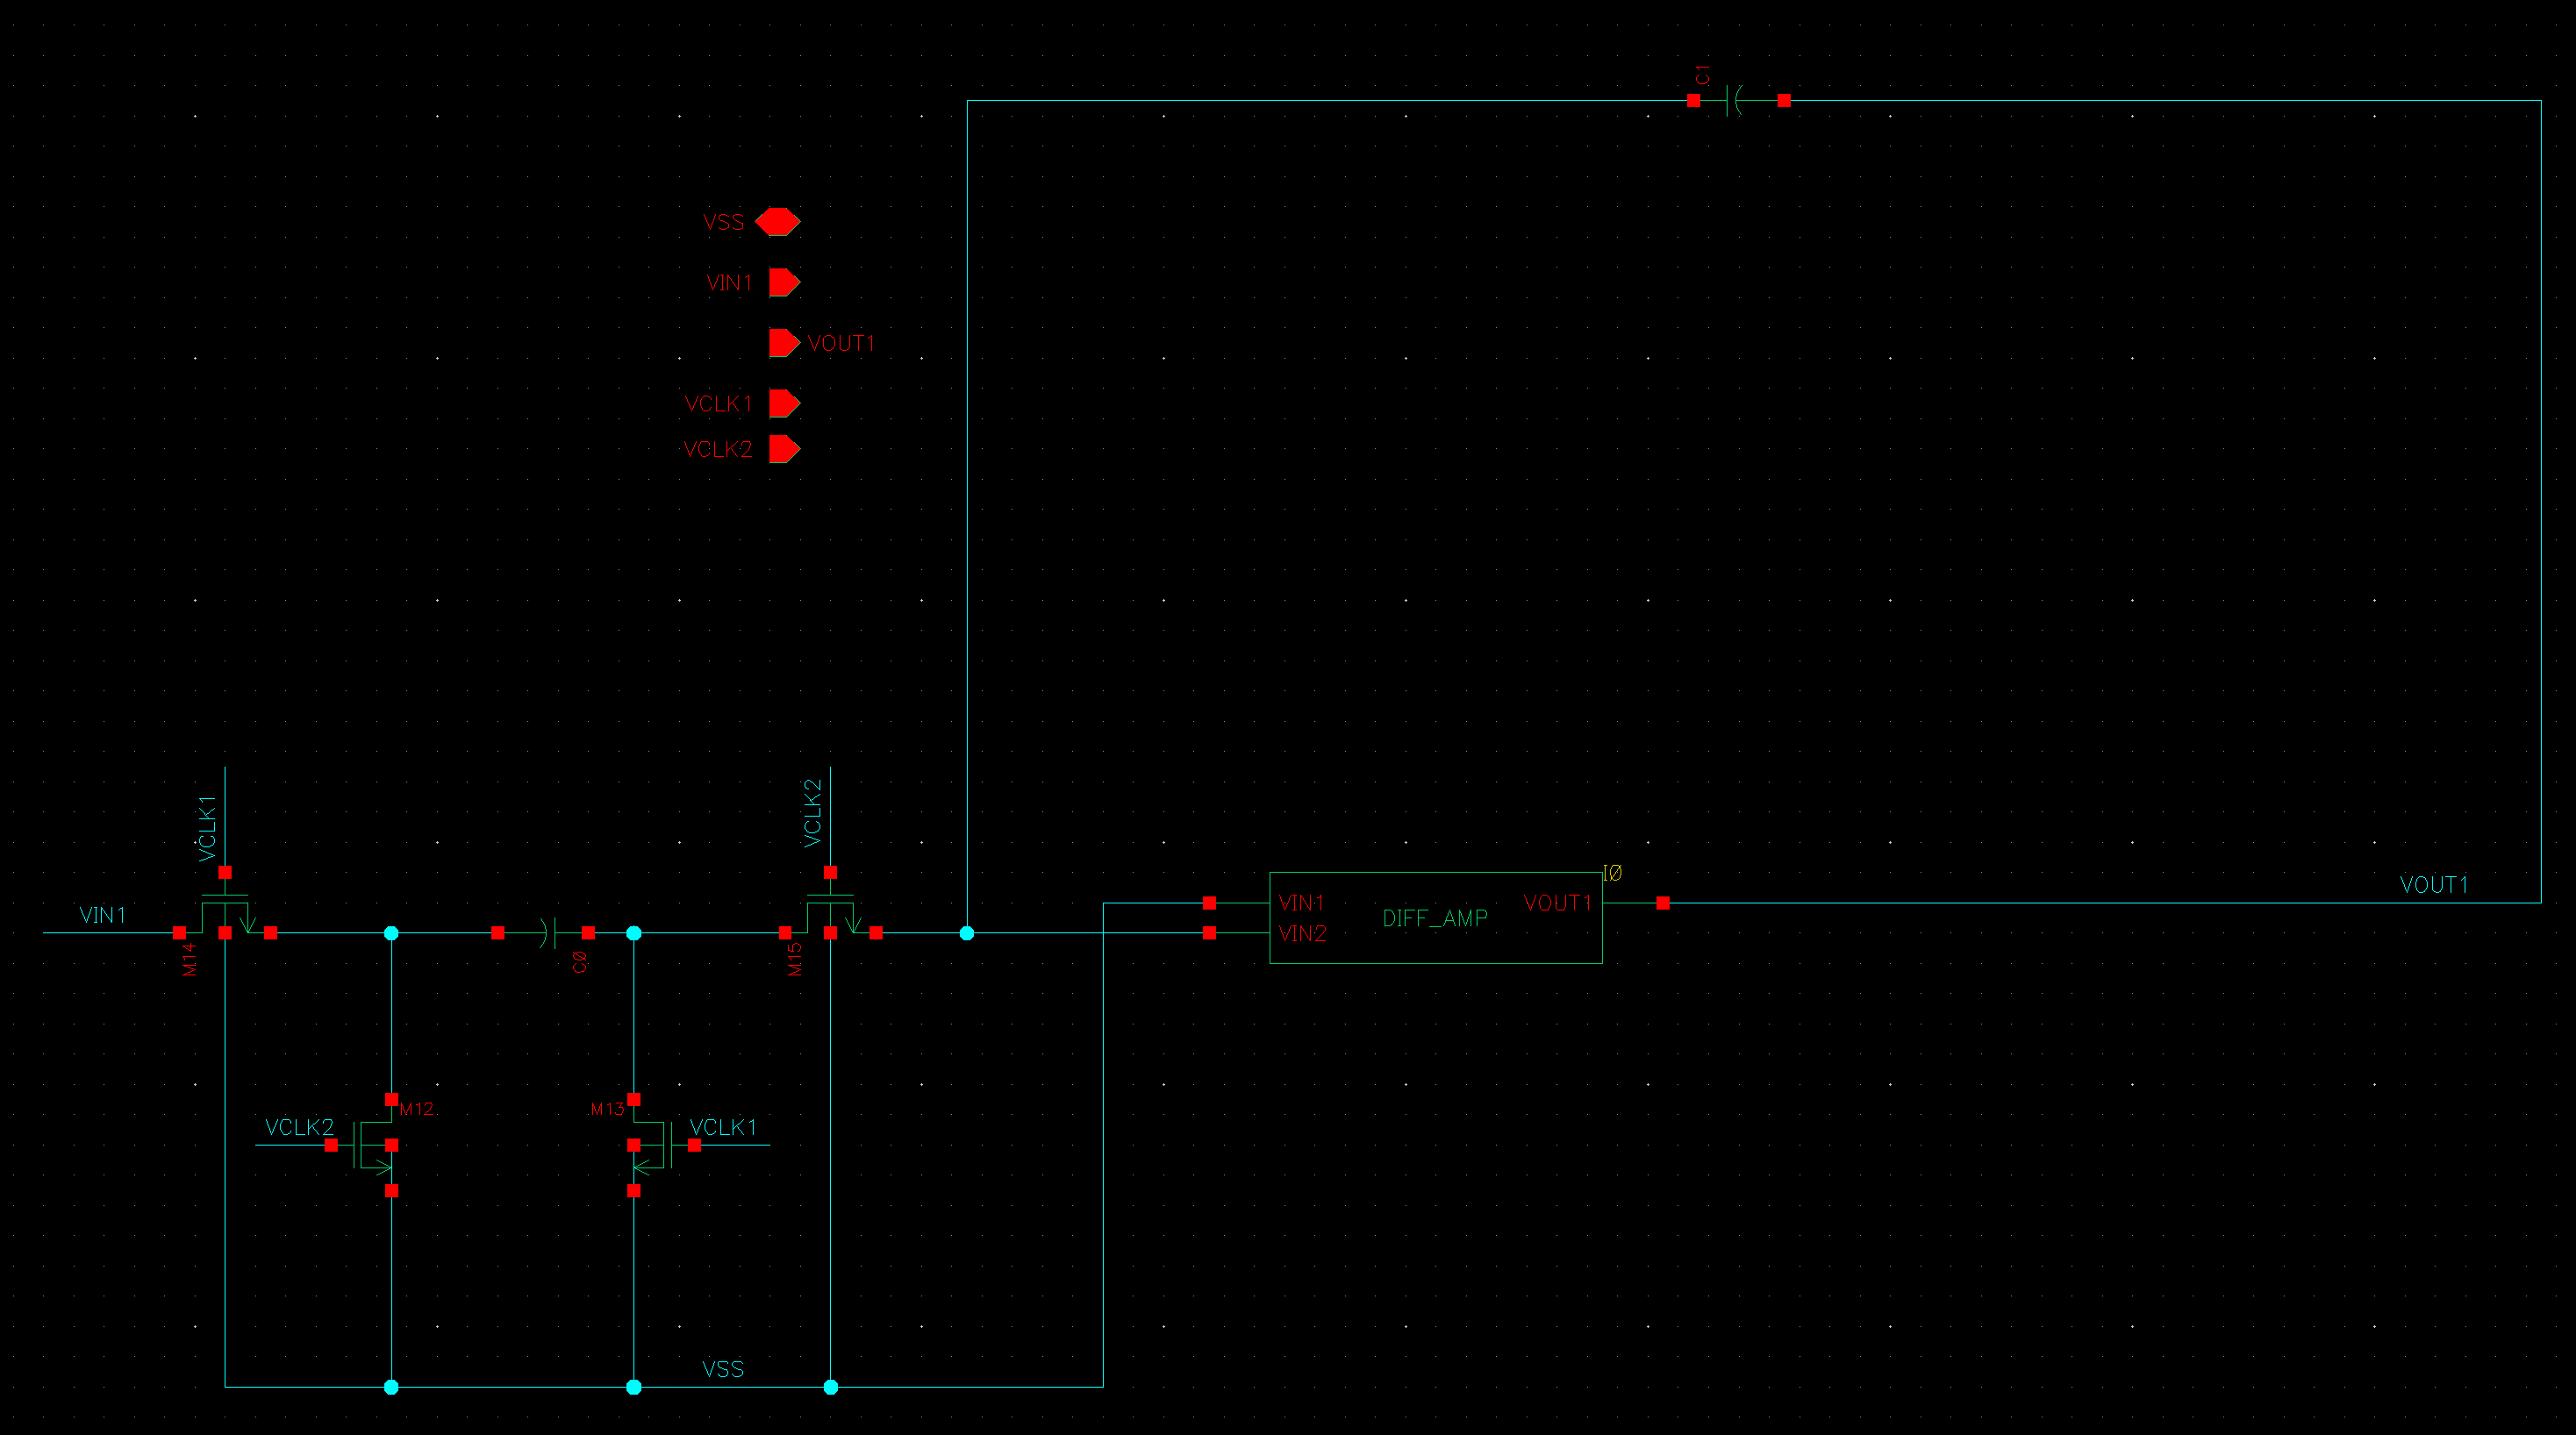 C1
VSS
VIN1
VOUT1
VCLK1
VCLK2
VCLK1
VCLK2
IØ
VIN1
VOUT1
VIN1
VOUT1
DIFF_AMP
VIN2
M14
CØ
M15
M12
M13
VCLK2
VCLK1
VSS